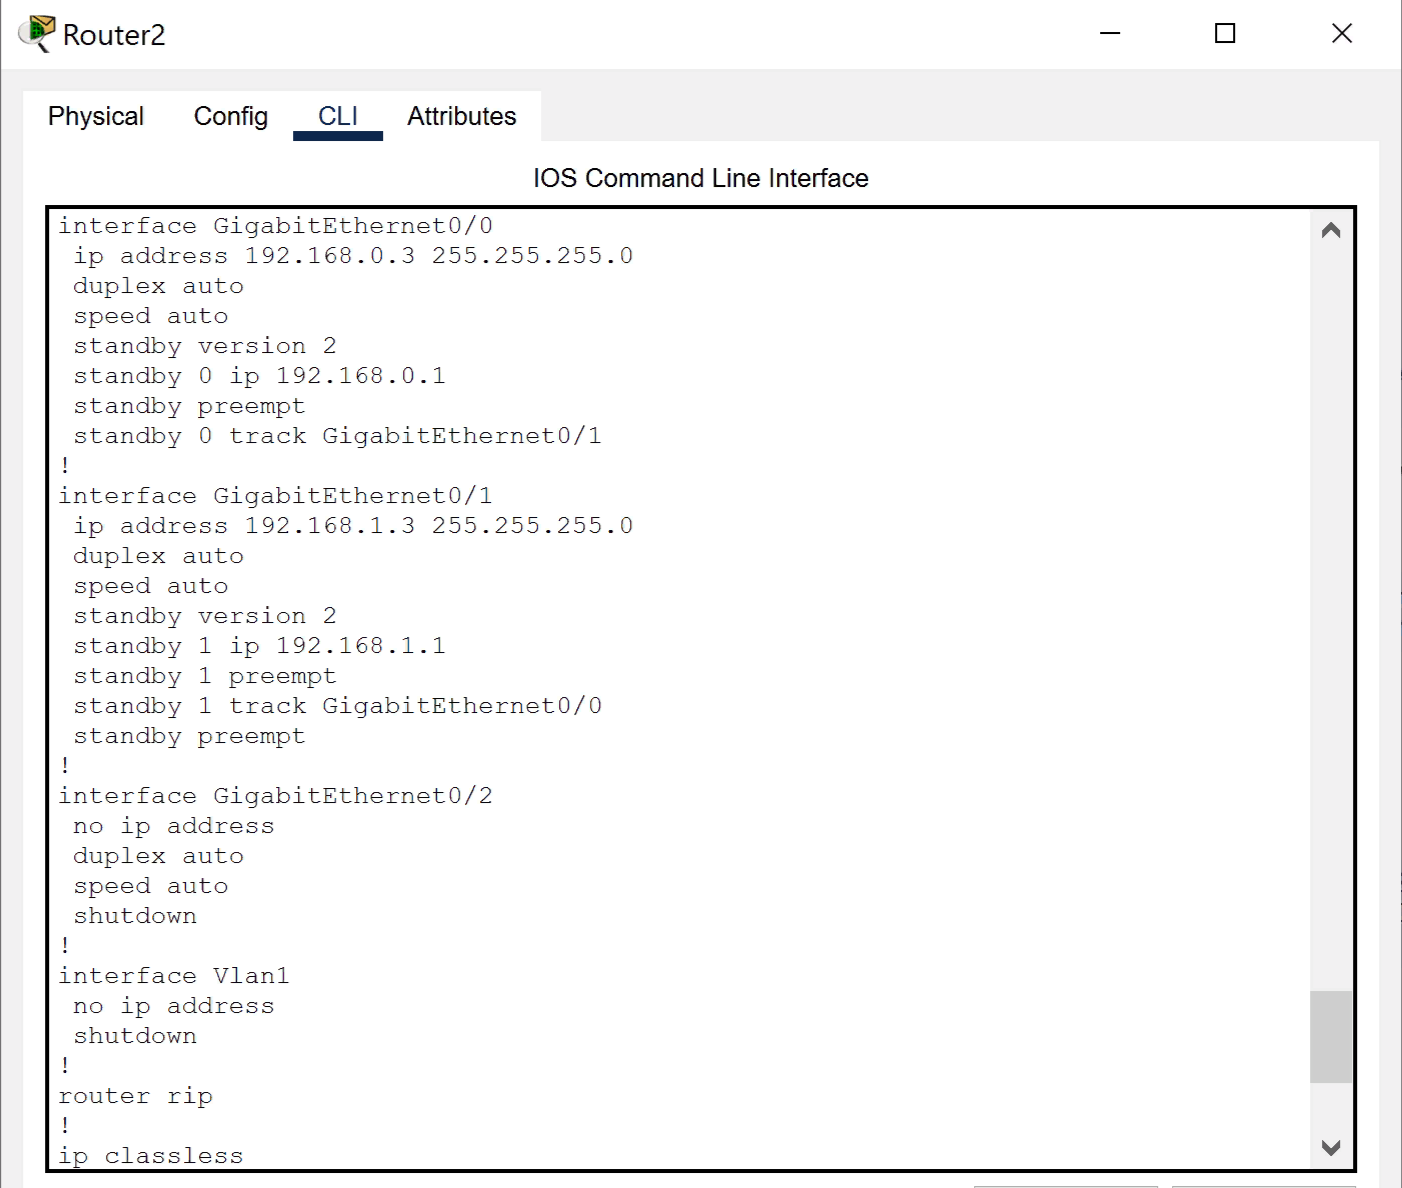 Router2
Physical Config CLI Attributes
IOS Command Line Interface
interface GigabitEthernet0/0
 ip address 192.168.0.3 255.255.255.0
 duplex auto
 speed auto
 standby version 2
 standby 0 ip 192.168.0.1
 standby preempt
 standby 0 track GigabitEthernet0/1
!
interface GigabitEthernet0/1
 ip address 192.168.1.3 255.255.255.0
 duplex auto
 speed auto
 standby version 2
 standby 1 ip 192.168.1.1
 standby 1 preempt
 standby 1 track GigabitEthernet0/0
 standby preempt
!
interface GigabitEthernet0/2
 no ip address
 duplex auto
 speed auto
 shutdown
!
interface Vlan1
 no ip address
 shutdown
!
router rip
!
ip classless